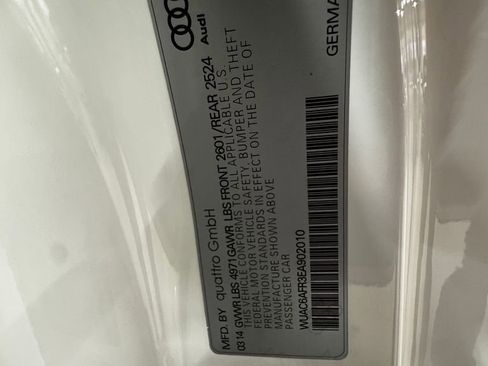 Audi
GERMA
MFD. BY quattro GmbH
03 14 GVWR LBS 4971 GAWR LBS FRONT 2601/REAR 2524
THIS VEHICLE CONFORMS TO ALL APPLICABLE U.S.
FEDERAL MOTOR VEHICLE SAFETY, BUMPER AND THEFT
PREVENTION STANDARDS IN EFFECT ON THE DATE OF
MANUFACTURE SHOWN ABOVE
PASSENGER CAR
WUAC6AFR3EA902010